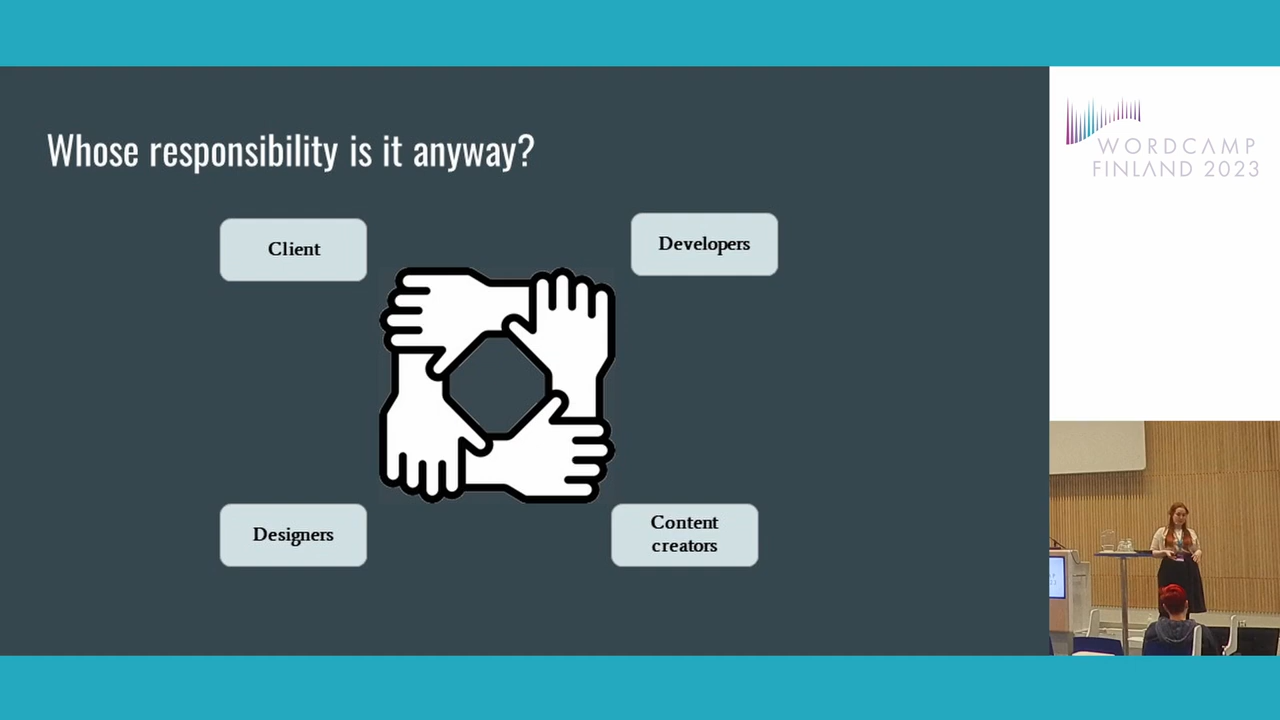 Whose responsibility is it anyway?
WORDCAMP
FINLAND 2023
Client
Developers
Designers
Content
creators